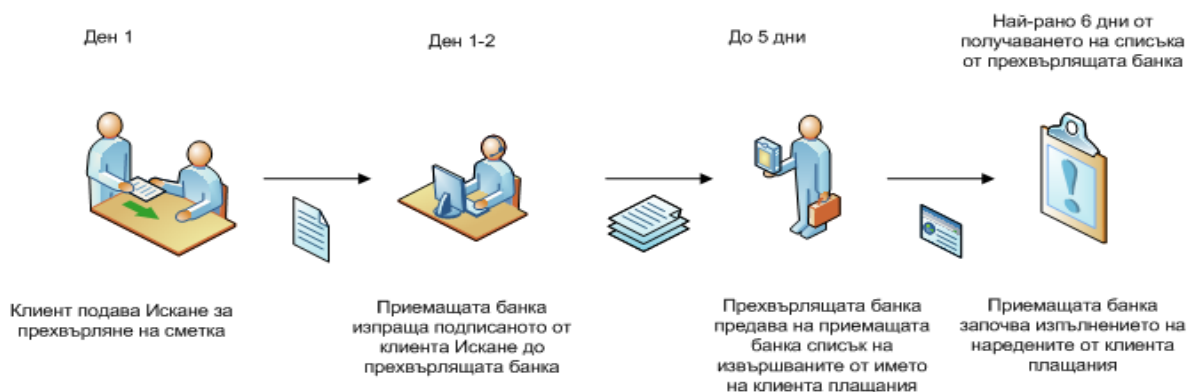 Ден 1
Ден 1-2
До 5 дни
Най-рано 6 дни от
получаването на списъка
от прехвърлящата банка
Клиент подава Искане за
прехвърляне на сметка
Приемащата банка
изпраща подписаното от
клиента Искане до
прехвърлящата банка
Прехвърлящата банка
предава на приемащата
банка списък на
извършваните от името
на клиента плащания
Приемащата банка
започва изпълнението на
наредените от клиента
плащания